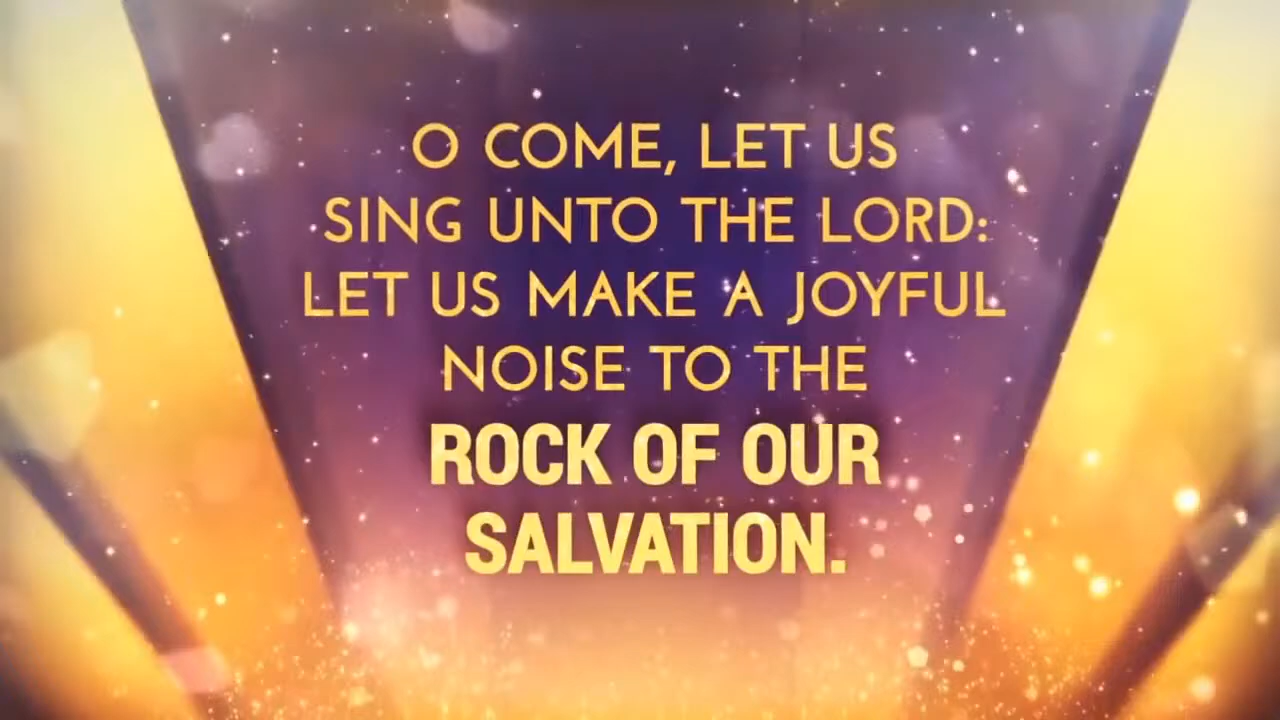 O COME, LET US
SING UNTO THE LORD:
LET US MAKE A JOYFUL
NOISE TO THE
ROCK OF OUR
SALVATION.